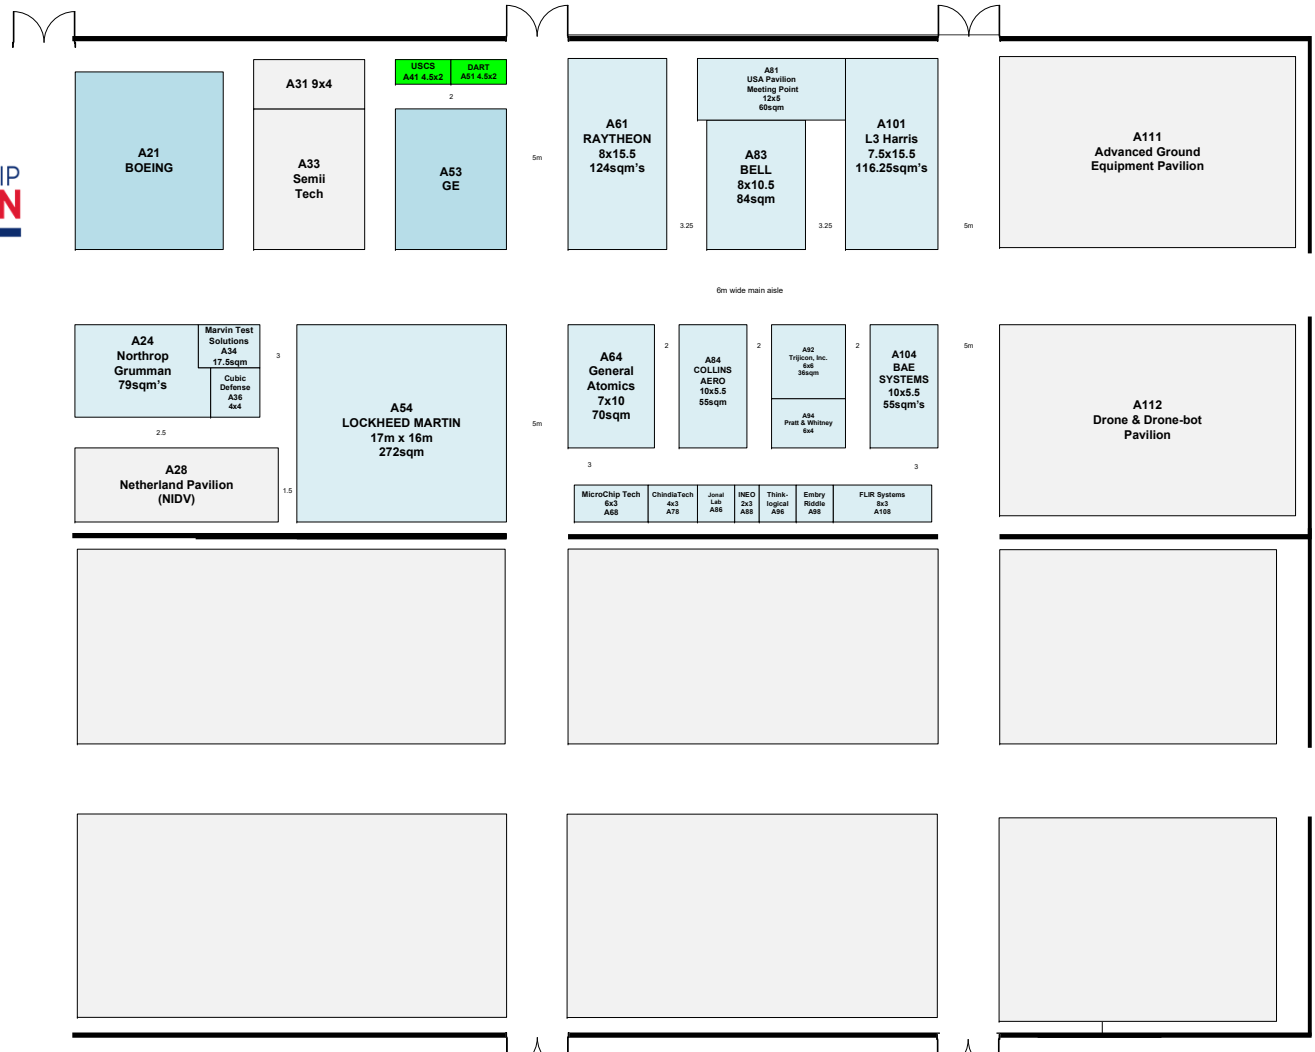 IP
N
A21
BOEING
A31 9x4
A33
Semii
Tech
USCS
A41 4.5x2
DART
A51 4.5x2
2
A53
GE
5m
A61
RAYTHEON
8x15.5
124sqm's
3.25
A81
USA Pavilion
Meeting Point
12x5
60sqm
A83
BELL
8x10.5
84sqm
3.25
A101
L3 Harris
7.5x15.5
116.25sqm's
5m
A111
Advanced Ground
Equipment Pavilion
6m wide main aisle
A24
Northrop
Grumman
79sqm's
Marvin Test
Solutions
A34
17.5sqm
Cubic
Defense
A36
4x4
3
2.5
A28
Netherland Pavilion
(NIDV)
1.5
A54
LOCKHEED MARTIN
17m x 16m
272sqm
5m
A64
General
Atomics
7x10
70sqm
2
A84
COLLINS
AERO
10x5.5
55sqm
2
A92
Trijicon, Inc.
6x6
36sqm
A94
Pratt & Whitney
6x4
2
A104
BAE
SYSTEMS
10x5.5
55sqm's
5m
A112
Drone & Drone-bot
Pavilion
3
3
MicroChip Tech
6x3
A68
ChindiaTech
4x3
A78
Jonal
Lab
A86
INEO
2x3
A88
Think-
logical
A96
Embry
Riddle
A98
FLIR Systems
8x3
A108